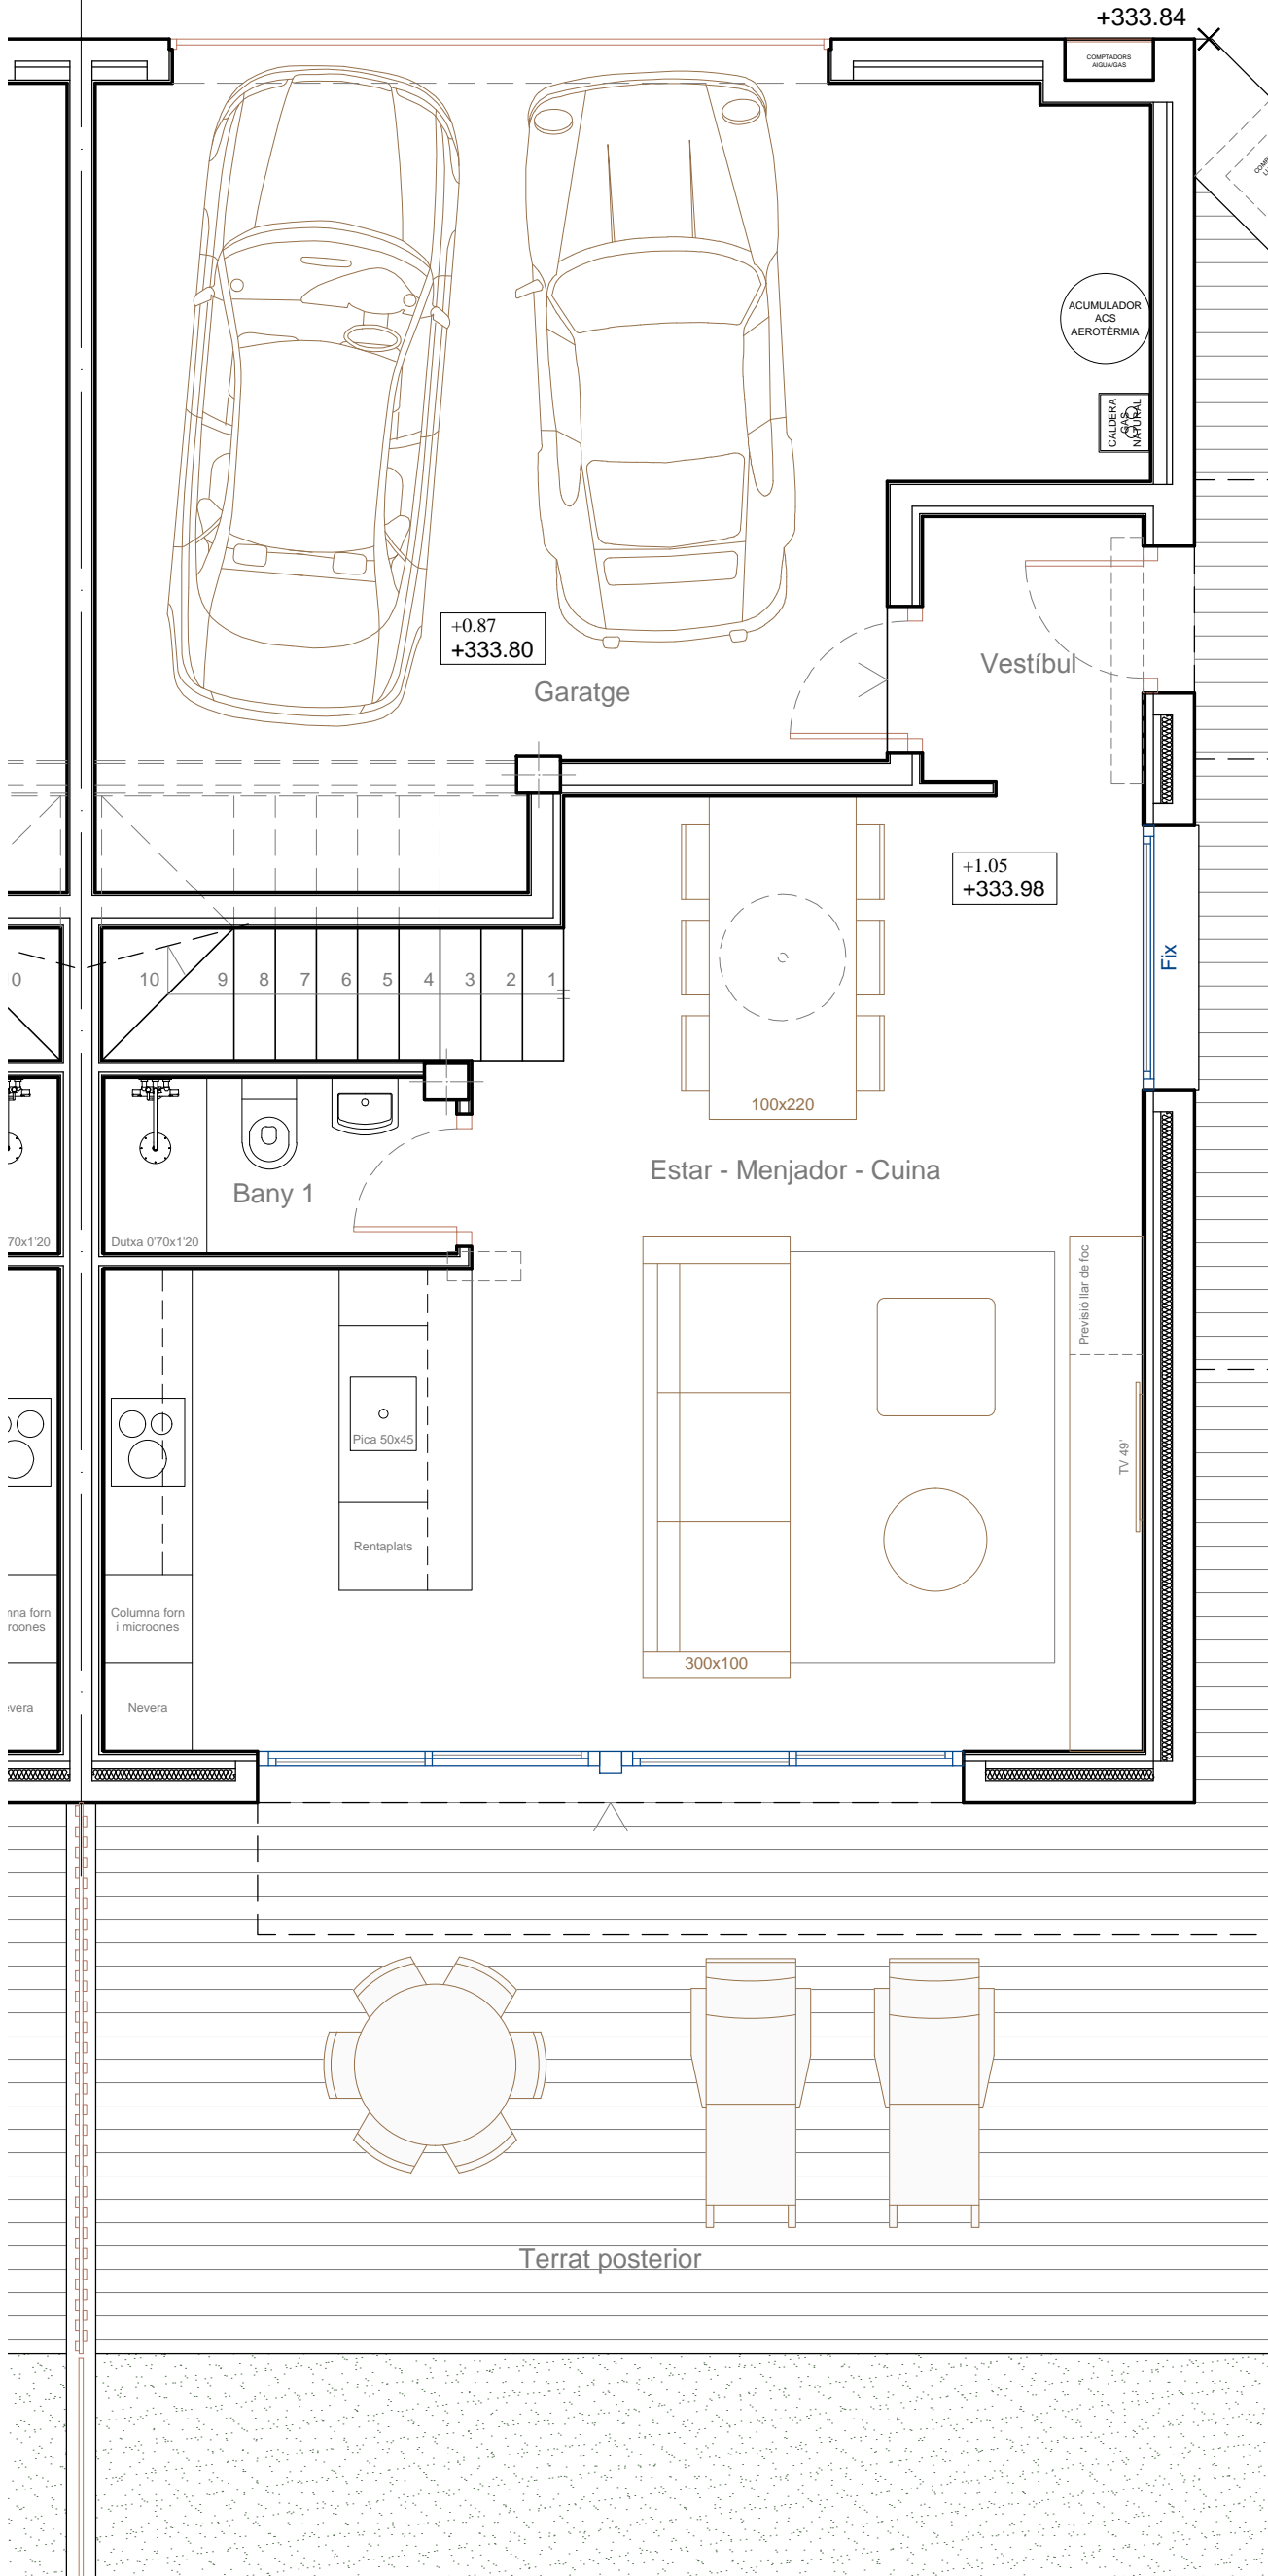 +333.84
COMPTADORS
AIGUA/GAS
ACUMULADOR
ACS
AEROTÈRMIA
CALDERA
GAS
NATURAL
+0.87
+333.80
Garatge
Vestíbul
+1.05
+333.98
Fix
0
10 9 8 7 6 5 4 3 2 1
100x220
Estar - Menjador - Cuina
Bany 1
70x1'20
Dutxa 0'70x1'20
Previsió llar de foc
Pica 50x45
TV 49'
Rentaplats
Columna forn
i microones
nna forn
roones
300x100
evera
Nevera
Terrat posterior